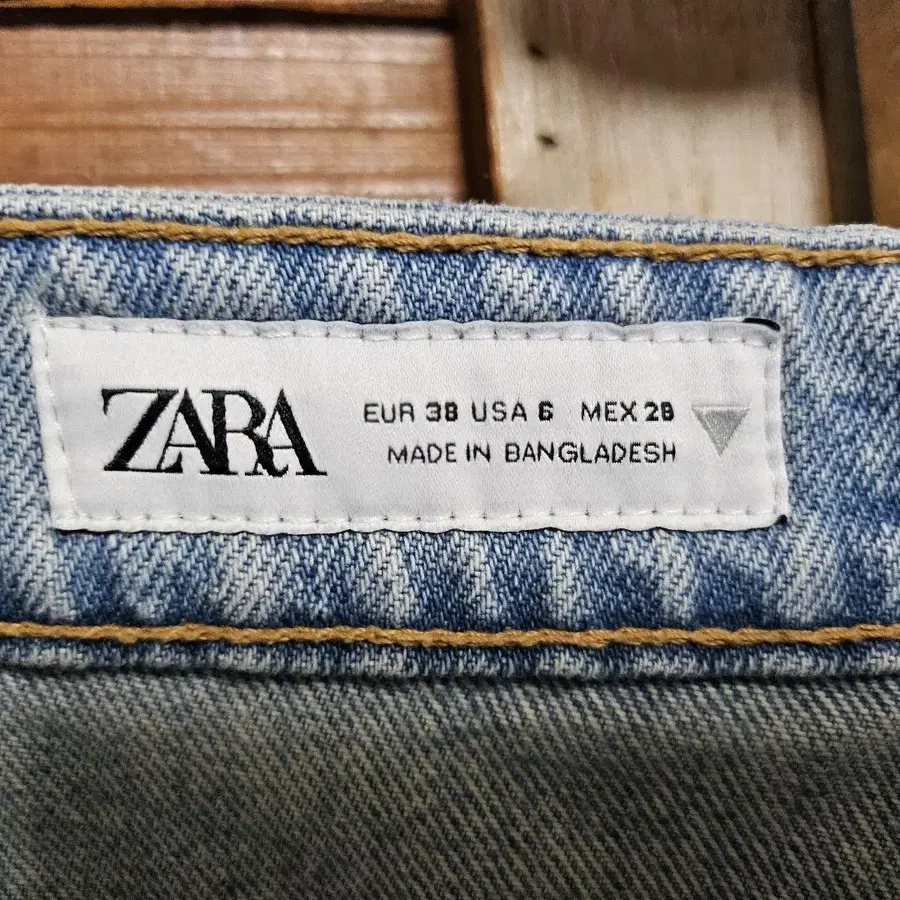 ZARA
EUR 38 USA 6 MEX 28
MADE IN BANGLADESH